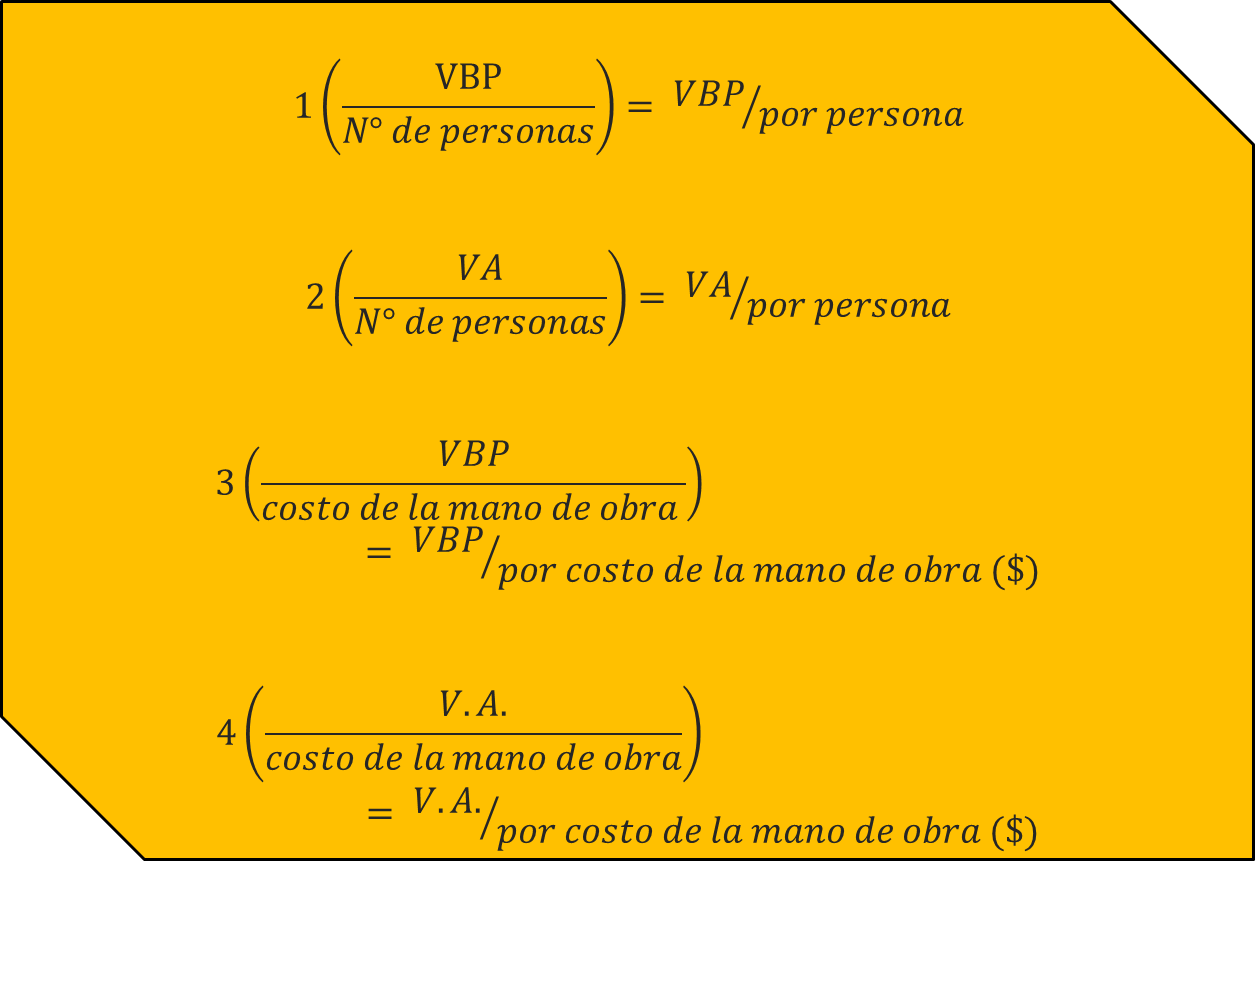 1 (VBP / N° de personas) = VBP/por persona
2 (VA / N° de personas) = VA/por persona
3 (VBP / costo de la mano de obra)
= VBP/por costo de la mano de obra ($)
4 (V.A. / costo de la mano de obra)
= V.A./por costo de la mano de obra ($)